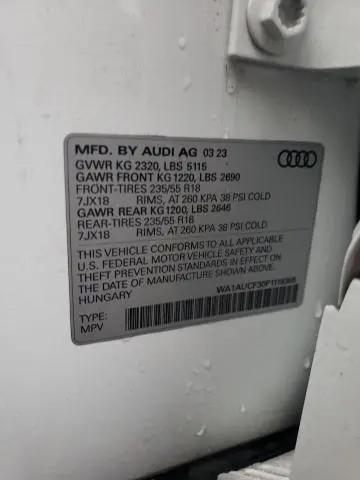 MFD. BY AUDI AG 03 23
GVWR KG 2320, LBS 5115
GAWR FRONT KG 1220, LBS 2690
FRONT-TIRES 235/55 R18
7JX18 RIMS, AT 260 KPA 38 PSI COLD
GAWR REAR KG1200, LBS 2646
REAR-TIRES 235/55 R18
7JX18 RIMS, AT 260 KPA 38 PSI COLD
THIS VEHICLE CONFORMS TO ALL APPLICABLE
U.S. FEDERAL MOTOR VEHICLE SAFETY AND
THEFT PREVENTION STANDARDS IN EFFECT ON
THE DATE OF MANUFACTURE SHOWN ABOVE
HUNGARY
TYPE:
MPV